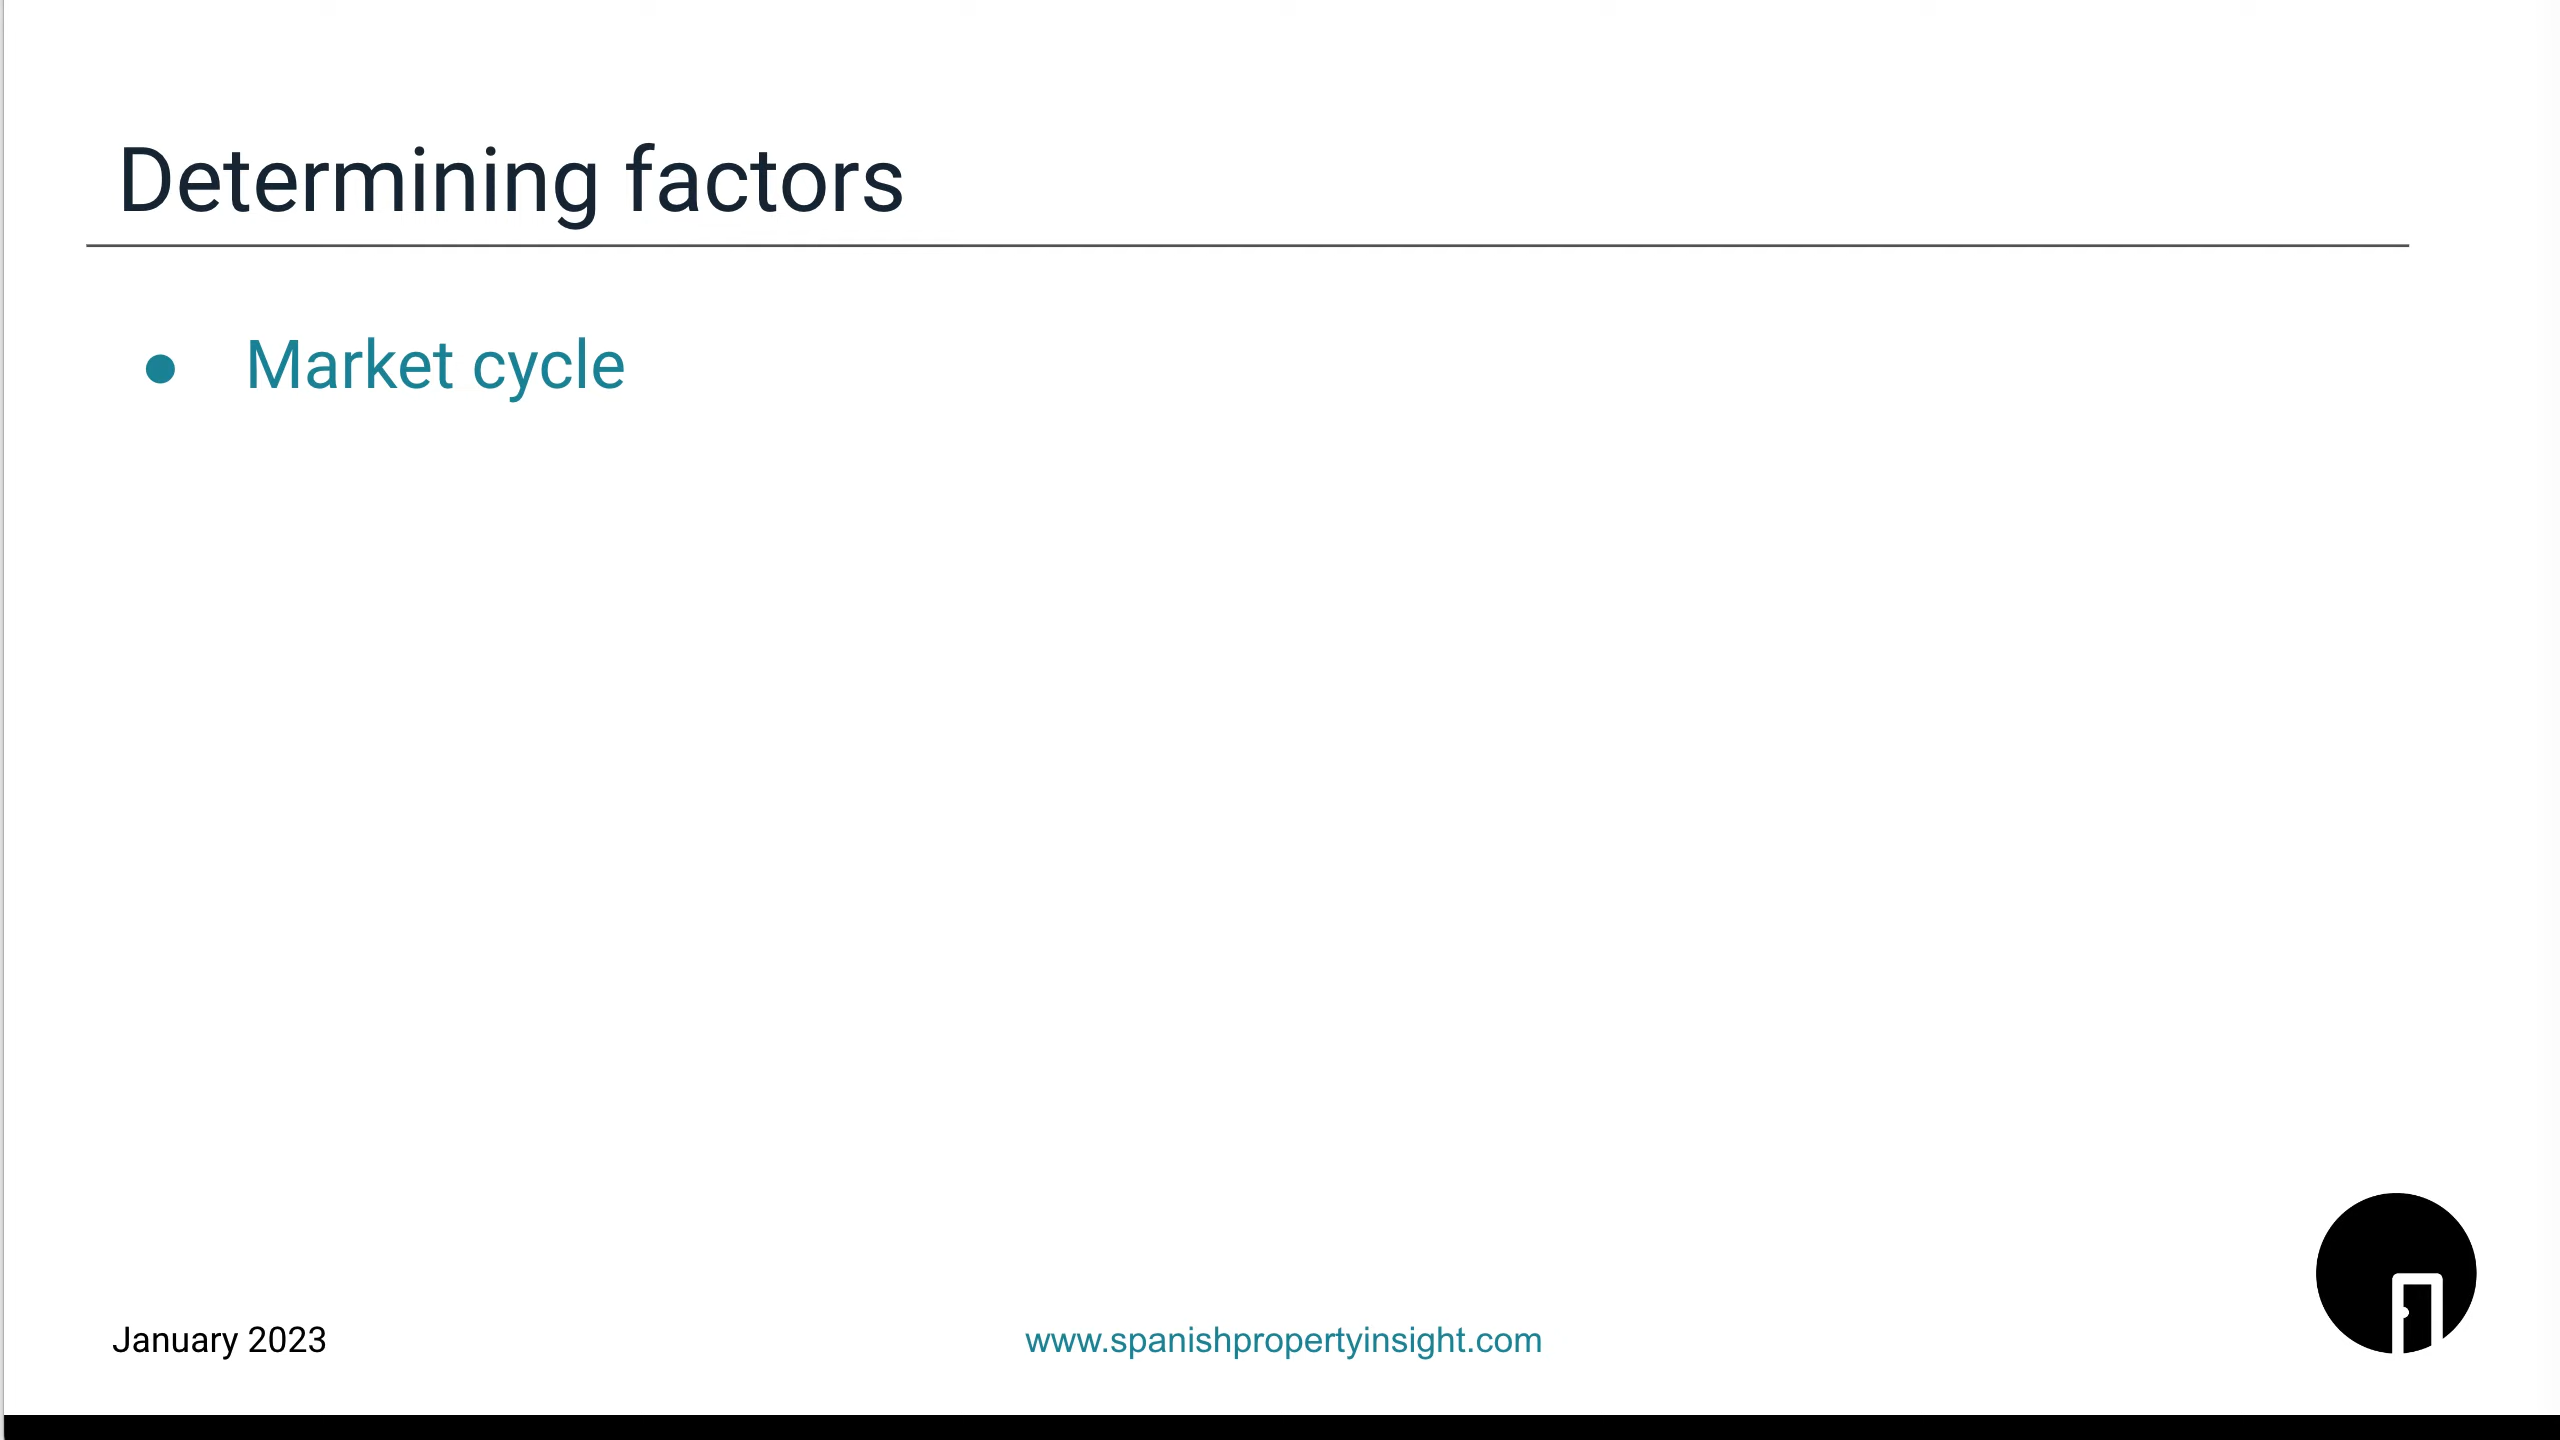 Determining factors
● Market cycle
January 2023
www.spanishpropertyinsight.com